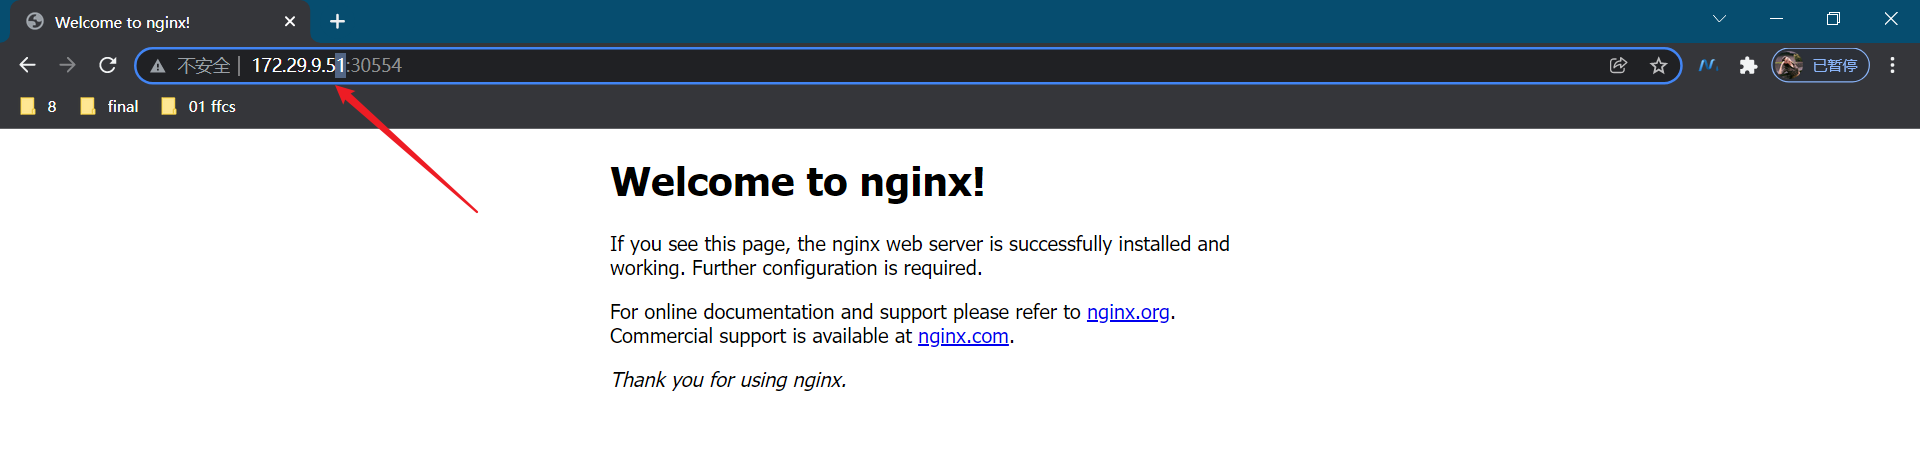 Welcome to nginx!
不安全 172.29.9.51:30554
已暂停
8 final 01 ffcs
Welcome to nginx!
If you see this page, the nginx web server is successfully installed and
working. Further configuration is required.
For online documentation and support please refer to nginx.org.
Commercial support is available at nginx.com.
Thank you for using nginx.